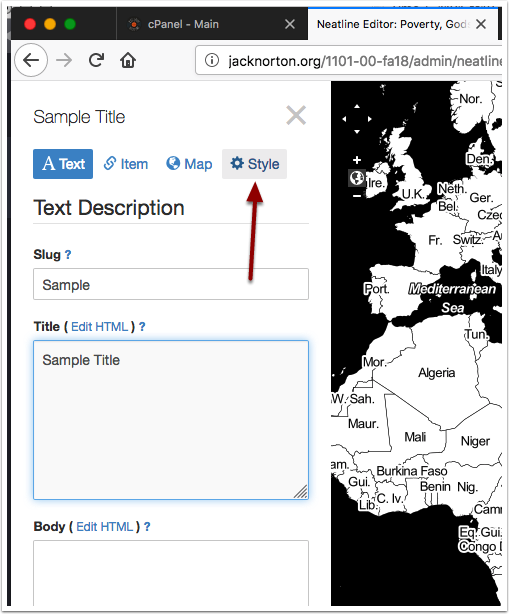 cPanel - Main
Neatline Editor: Poverty, God
jacknorton.org/1101-00-fa18/admin/neatline
Sample Title
Text Item Map Style
Text Description
Slug ?
Sample
Title ( Edit HTML ) ?
Sample Title
Body ( Edit HTML ) ?
Nor.
Den.
Ire.
U.K.
Neth.
Bel.
Ger.
Czec
Fr.
Switz.
Italy
Port.
Mediterranean
Sea
Tun.
Mor.
Algeria
W. Sah.
Maur.
Mali
Niger
am.
Burkina Faso
Gui.
Benin
Nig.
C. Iv.
Lib.
Cam
Eq. Gui.
Congo D